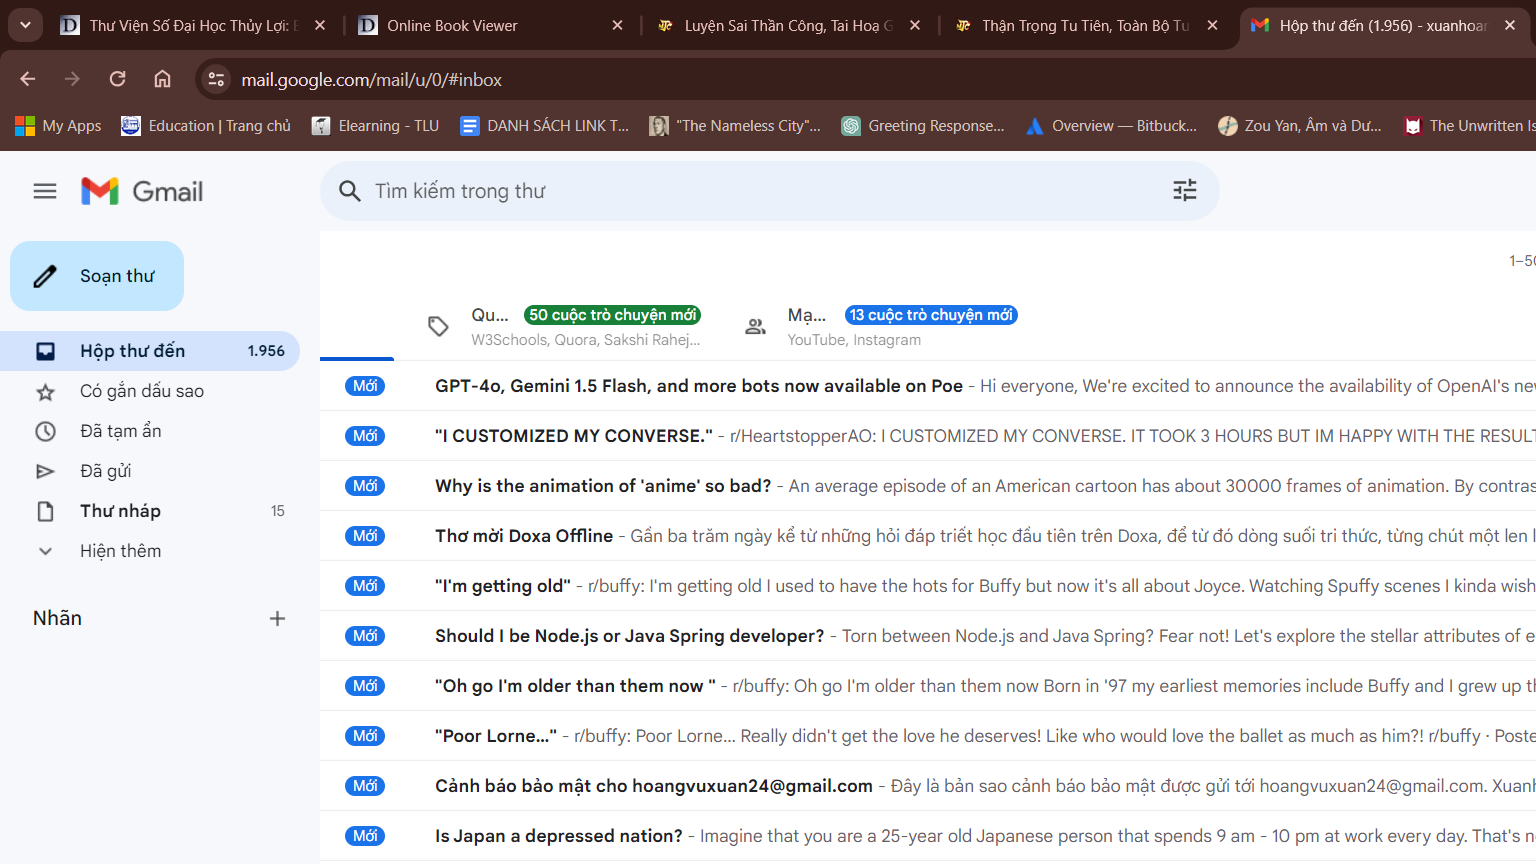 Thư Viện Số Đại Học Thủy Lợi:
Online Book Viewer
Luyện Sai Thần Công, Tai Hoạ
Thận Trọng Tu Tiên, Toàn Bộ Tu
Hộp thư đến (1.956) - xuanhoan
mail.google.com/mail/u/0/#inbox
My Apps
Education | Trang chủ
Elearning - TLU
DANH SÁCH LINK T...
"The Nameless City"...
Greeting Response...
Overview — Bitbuck...
Zou Yan, Âm và Dư...
The Unwritten Is
Gmail
Tìm kiếm trong thư
Soạn thư
1–50
Qu... 50 cuộc trò chuyện mới
W3Schools, Quora, Sakshi Rahej...
Mạ... 13 cuộc trò chuyện mới
YouTube, Instagram
Hộp thư đến 1.956
Có gắn dấu sao
Đã tạm ẩn
Đã gửi
Thư nháp 15
Hiện thêm
Nhãn
Mới GPT-4o, Gemini 1.5 Flash, and more bots now available on Poe - Hi everyone, We're excited to announce the availability of OpenAI's new
Mới "I CUSTOMIZED MY CONVERSE." - r/HeartstopperAO: I CUSTOMIZED MY CONVERSE. IT TOOK 3 HOURS BUT IM HAPPY WITH THE RESULT
Mới Why is the animation of 'anime' so bad? - An average episode of an American cartoon has about 30000 frames of animation. By contras
Mới Thơ mời Doxa Offline - Gần ba trăm ngày kể từ những hỏi đáp triết học đầu tiên trên Doxa, để từ đó dòng suối tri thức, từng chút một len l
Mới "I'm getting old" - r/buffy: I'm getting old I used to have the hots for Buffy but now it's all about Joyce. Watching Spuffy scenes I kinda wish
Mới Should I be Node.js or Java Spring developer? - Torn between Node.js and Java Spring? Fear not! Let's explore the stellar attributes of e
Mới "Oh go I'm older than them now " - r/buffy: Oh go I'm older than them now Born in '97 my earliest memories include Buffy and I grew up th
Mới "Poor Lorne..." - r/buffy: Poor Lorne... Really didn't get the love he deserves! Like who would love the ballet as much as him?! r/buffy · Poste
Mới Cảnh báo bảo mật cho hoangvuxuan24@gmail.com - Đây là bản sao cảnh báo bảo mật được gửi tới hoangvuxuan24@gmail.com. Xuanh
Mới Is Japan a depressed nation? - Imagine that you are a 25-year old Japanese person that spends 9 am - 10 pm at work every day. That's n